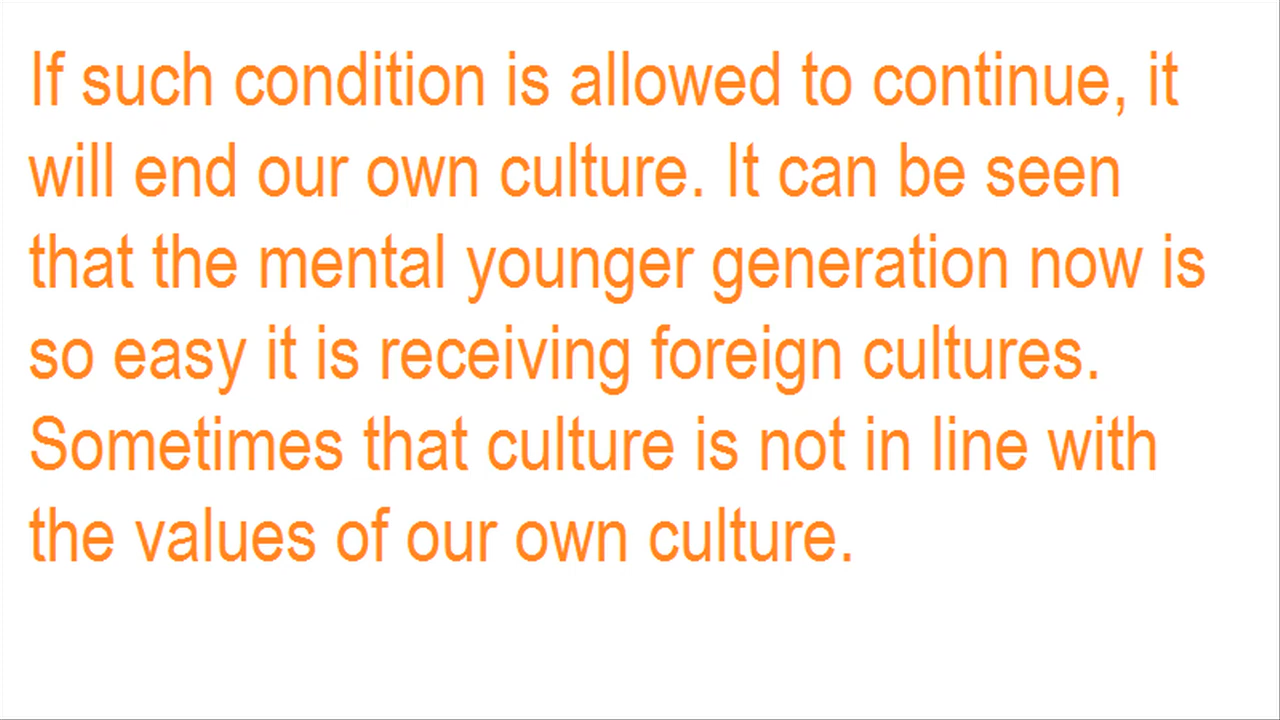 If such condition is allowed to continue, it
will end our own culture. It can be seen
that the mental younger generation now is
so easy it is receiving foreign cultures.
Sometimes that culture is not in line with
the values of our own culture.